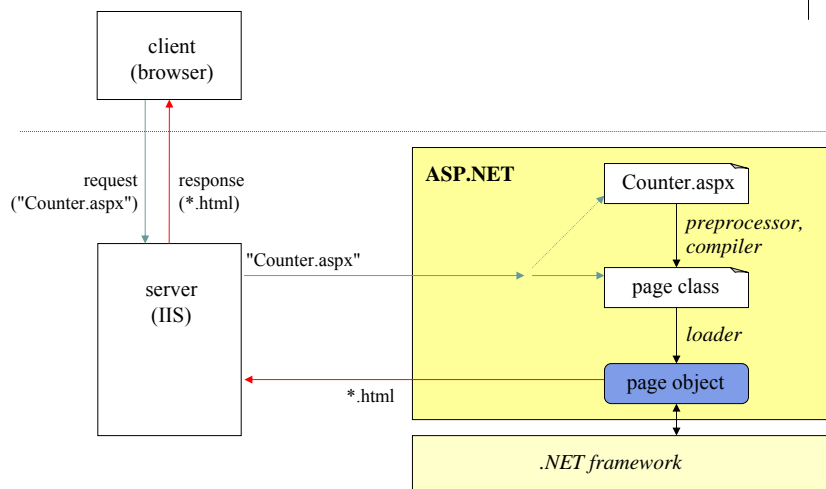 client
(browser)
request
("Counter.aspx")
response
(*.html)
ASP.NET
Counter.aspx
preprocessor,
compiler
server
(IIS)
"Counter.aspx"
page class
loader
page object
*.html
.NET framework